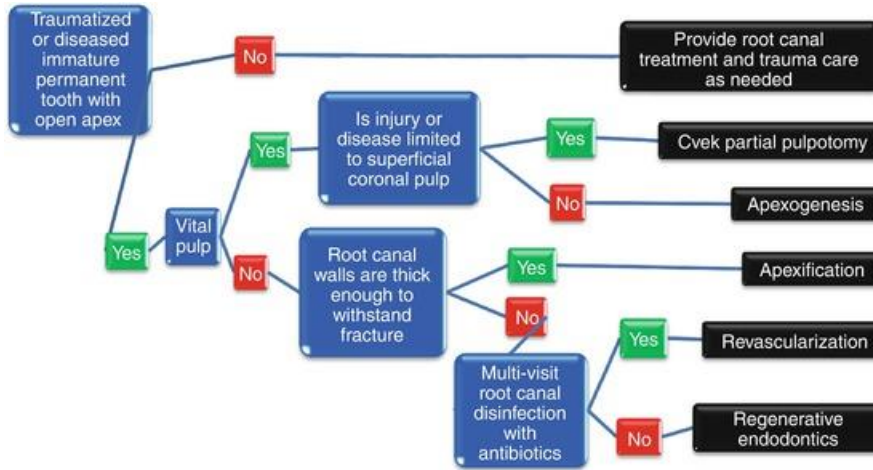 Traumatized
or diseased
immature
permanent
tooth with
open apex
No
Provide root canal
treatment and trauma care
as needed
Yes
Vital
pulp
Yes
Is injury or
disease limited
to superficial
coronal pulp
Yes
Cvek partial pulpotomy
No
Apexogenesis
No
Root canal
walls are thick
enough to
withstand
fracture
Yes
Apexification
No
Multi-visit
root canal
disinfection
with
antibiotics
Yes
Revascularization
No
Regenerative
endodontics